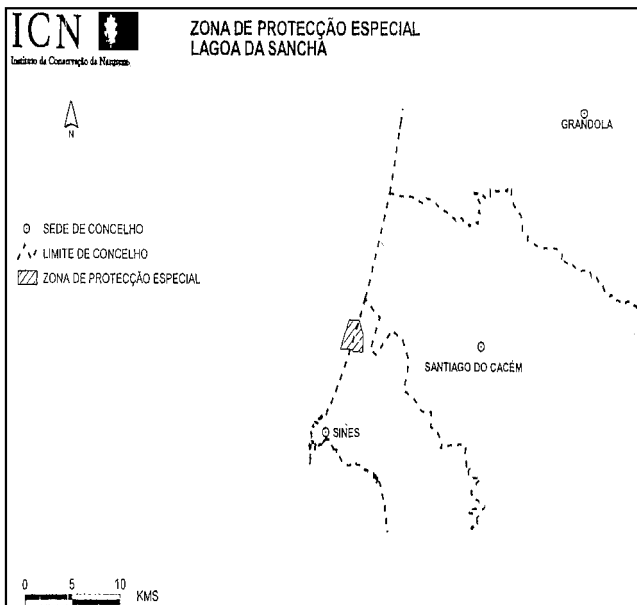 ICN
Instituto da Conservação da Natureza
ZONA DE PROTECÇÃO ESPECIAL
LAGOA DA SANCHA
GRANDOLA
N
SEDE DE CONCELHO
LIMITE DE CONCELHO
ZONA DE PROTECÇÃO ESPECIAL
SANTIAGO DO CACÉM
SINES
0 5 10
KMS